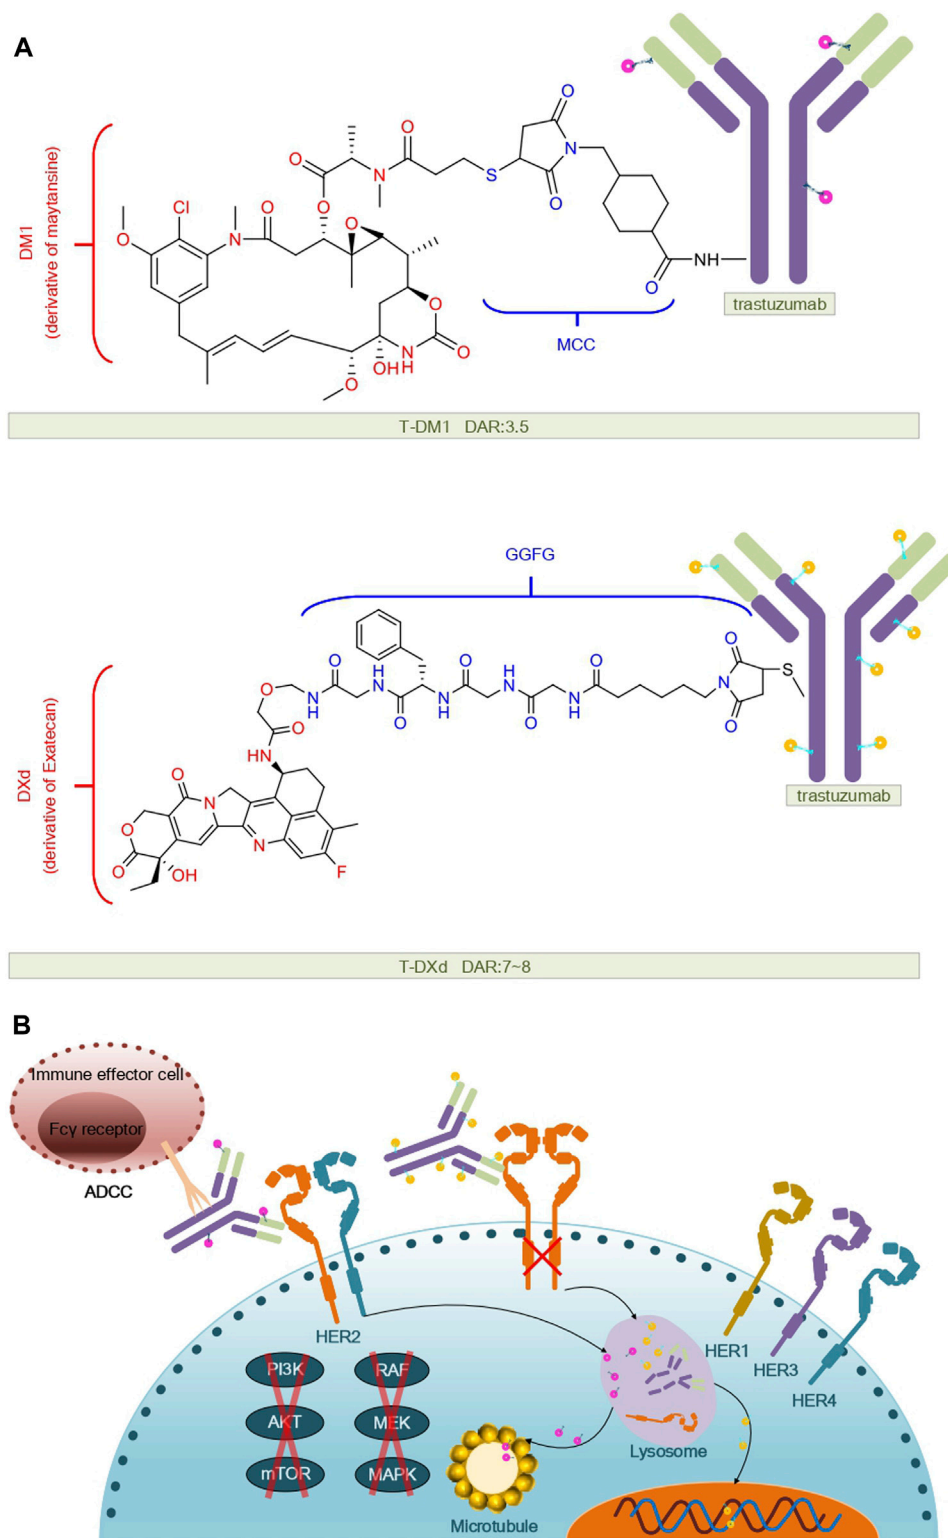 A
DM1
(derivative of maytansine)
O
O
N
O
S
O
N
O
Cl
O
O
N
O
O
O
O
NH
O
N
H
OH
O
MCC
trastuzumab
T-DM1 DAR:3.5
GGFG
DXd
(derivative of Exatecan)
O
O
N
H
O
H
N
O
N
H
O
H
N
O
N
H
O
N
O
O
S
HN
O
O
N
O
O
OH
N
F
trastuzumab
T-DXd DAR:7~8
B
Immune effector cell
Fcγ receptor
ADCC
HER2
HER1
HER3
HER4
PI3K
RAF
AKT
MEK
mTOR
MAPK
Lysosome
Microtubule